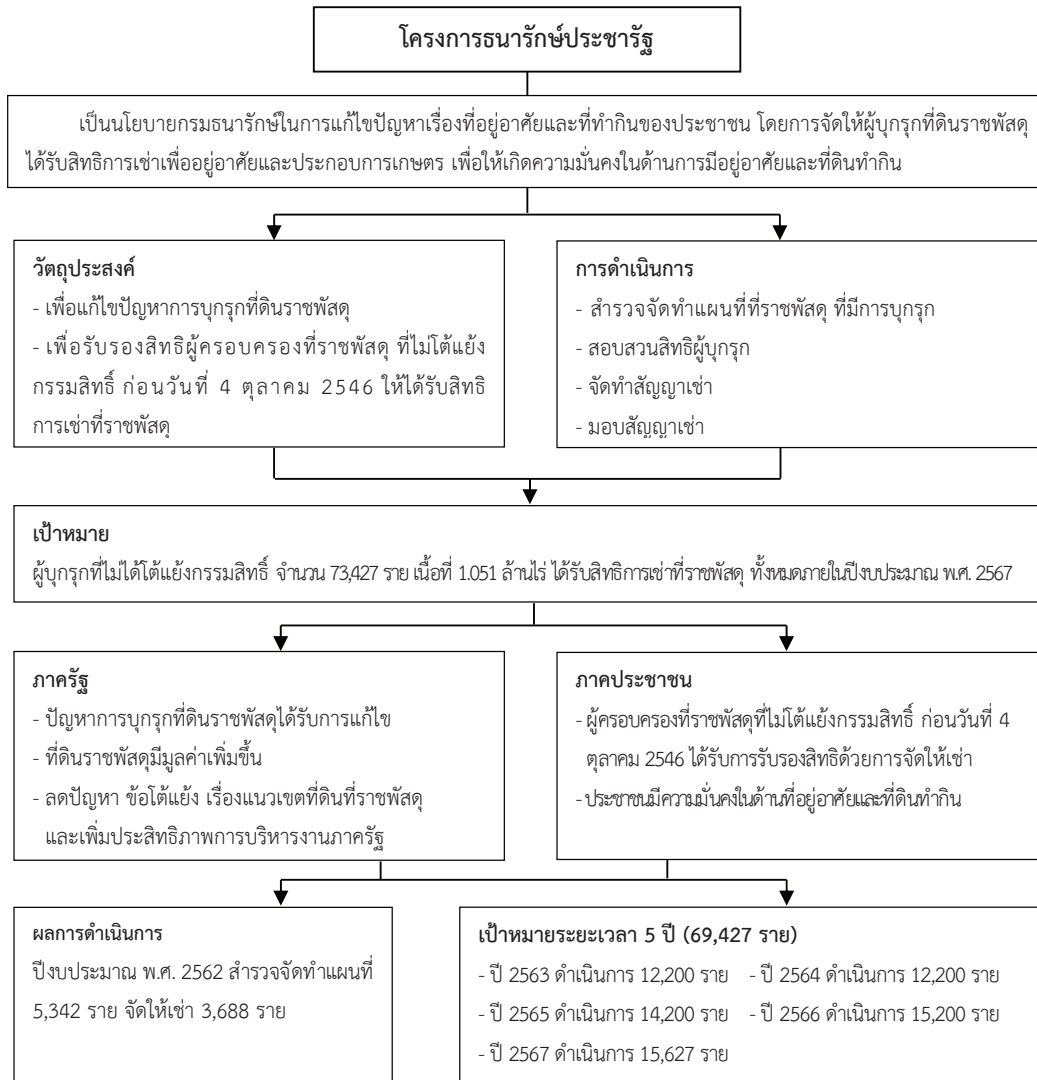 โครงการธนารักษ์ประชารัฐ
เป็นนโยบายกรมธนารักษ์ในการแก้ไขปัญหาเรื่องที่อยู่อาศัยและที่ทำกินของประชาชน โดยการจัดให้ผู้บุกรุกที่ดินราชพัสดุ
ได้รับสิทธิการเช่าเพื่ออยู่อาศัยและประกอบการเกษตร เพื่อให้เกิดความมั่นคงในด้านการมีอยู่อาศัยและที่ดินทำกิน
วัตถุประสงค์
- เพื่อแก้ไขปัญหาการบุกรุกที่ดินราชพัสดุ
- เพื่อรับรองสิทธิผู้ครอบครองที่ราชพัสดุ ที่ไม่โต้แย้ง
กรรมสิทธิ์ ก่อนวันที่ 4 ตุลาคม 2546 ให้ได้รับสิทธิ
การเช่าที่ราชพัสดุ
การดำเนินการ
- สำรวจจัดทำแผนที่ที่ราชพัสดุ ที่มีการบุกรุก
- สอบสวนสิทธิผู้บุกรุก
- จัดทำสัญญาเช่า
- มอบสัญญาเช่า
เป้าหมาย
ผู้บุกรุกที่ไม่ได้โต้แย้งกรรมสิทธิ์ จำนวน 73,427 ราย เนื้อที่ 1.051 ล้านไร่ ได้รับสิทธิการเช่าที่ราชพัสดุ ทั้งหมดภายในปีงบประมาณ พ.ศ. 2567
ภาครัฐ
- ปัญหาการบุกรุกที่ดินราชพัสดุได้รับการแก้ไข
- ที่ดินราชพัสดุมีมูลค่าเพิ่มขึ้น
- ลดปัญหา ข้อโต้แย้ง เรื่องแนวเขตที่ดินที่ราชพัสดุ
และเพิ่มประสิทธิภาพการบริหารงานภาครัฐ
ภาคประชาชน
- ผู้ครอบครองที่ราชพัสดุที่ไม่โต้แย้งกรรมสิทธิ์ ก่อนวันที่ 4
ตุลาคม 2546 ได้รับการรับรองสิทธิด้วยการจัดให้เช่า
- ประชาชนมีความมั่นคงในด้านที่อยู่อาศัยและที่ดินทำกิน
ผลการดำเนินการ
ปีงบประมาณ พ.ศ. 2562 สำรวจจัดทำแผนที่
5,342 ราย จัดให้เช่า 3,688 ราย
เป้าหมายระยะเวลา 5 ปี (69,427 ราย)
- ปี 2563 ดำเนินการ 12,200 ราย - ปี 2564 ดำเนินการ 12,200 ราย
- ปี 2565 ดำเนินการ 14,200 ราย - ปี 2566 ดำเนินการ 15,200 ราย
- ปี 2567 ดำเนินการ 15,627 ราย